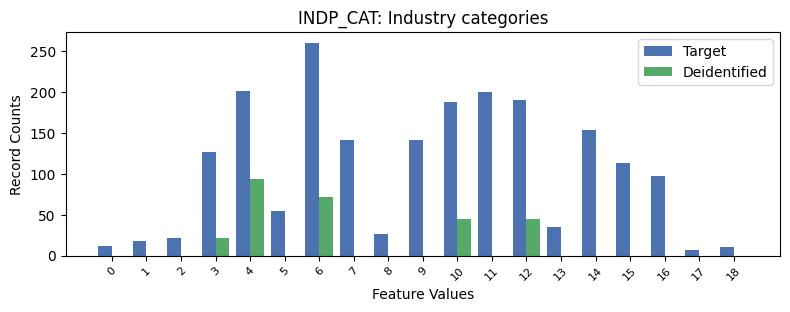 INDP_CAT: Industry categories
Target
Deidentified
Record Counts
250
200
150
100
50
0
0 1 2 3 4 5 6 7 8 9 10 11 12 13 14 15 16 17 18
Feature Values